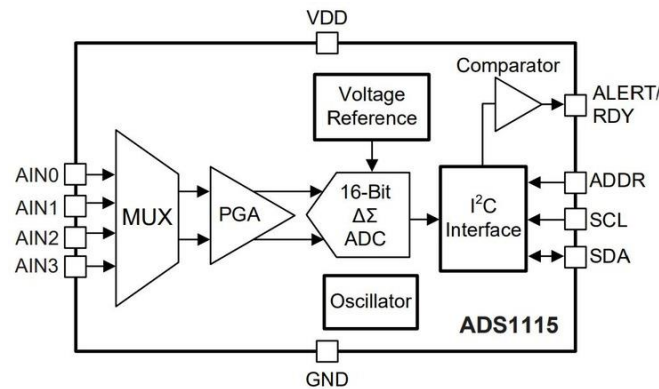 VDD
Comparator
Voltage
Reference
ALERT/
RDY
AIN0
AIN1
AIN2
AIN3
MUX
PGA
16-Bit
ΔΣ
ADC
I²C
Interface
ADDR
SCL
SDA
Oscillator
ADS1115
GND